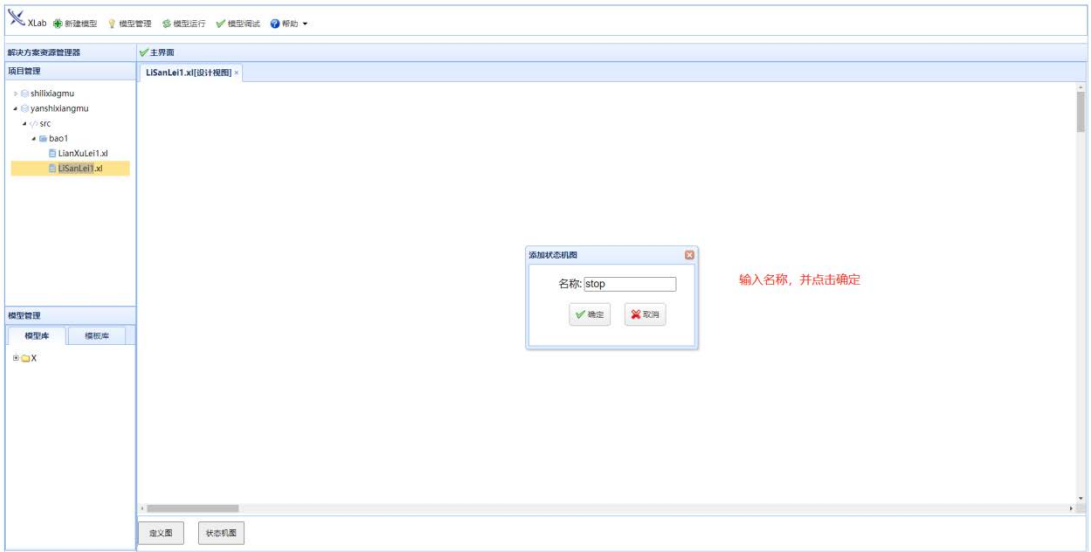 XLab 新建模型 模型管理 模型运行 模型调试 帮助
解决方案资源管理器
主界面
项目管理
LiSanLei1.xl[设计视图] ×
shilixiagmu
yanshixiangmu
src
bao1
LianXuLei1.xl
LiSanLei1.xl
添加状态机图
名称: stop
输入名称，并点击确定
确定 取消
模型管理
模型库 模板库
X
定义图 状态机图